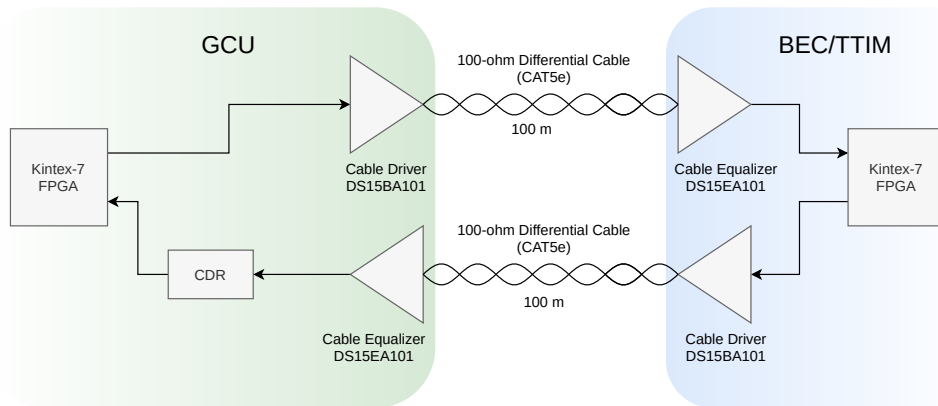 GCU
BEC/TTIM
100-ohm Differential Cable
(CAT5e)
100 m
Kintex-7
FPGA
Cable Driver
DS15BA101
Cable Equalizer
DS15EA101
Kintex-7
FPGA
100-ohm Differential Cable
(CAT5e)
100 m
CDR
Cable Equalizer
DS15EA101
Cable Driver
DS15BA101